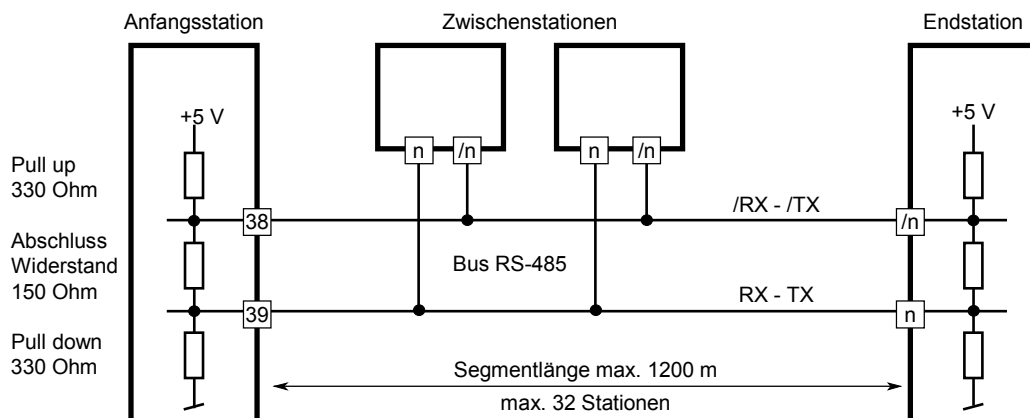 Anfangsstation
Zwischenstationen
Endstation
+5 V
+5 V
n
/n
n
/n
Pull up
330 Ohm
/RX - /TX
38
/n
Abschluss
Widerstand
150 Ohm
Bus RS-485
RX - TX
39
n
Pull down
330 Ohm
Segmentlänge max. 1200 m
max. 32 Stationen